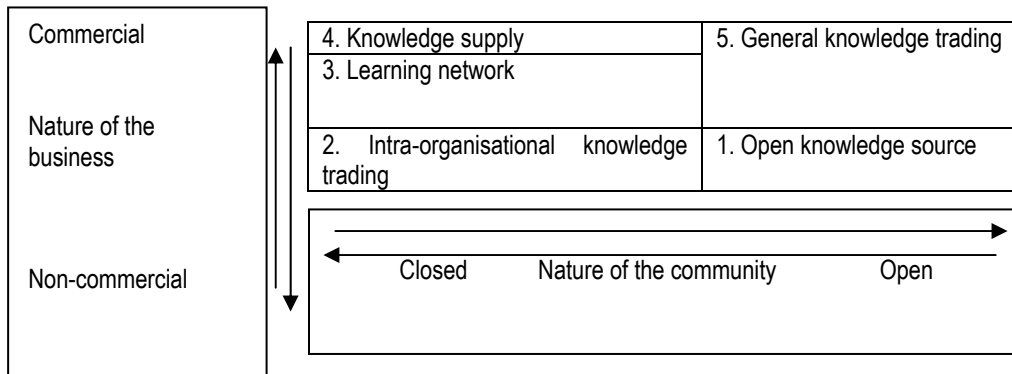 Commercial
Nature of the
business
Non-commercial
4. Knowledge supply
5. General knowledge trading
3. Learning network
2. Intra-organisational knowledge
trading
1. Open knowledge source
Closed Nature of the community Open